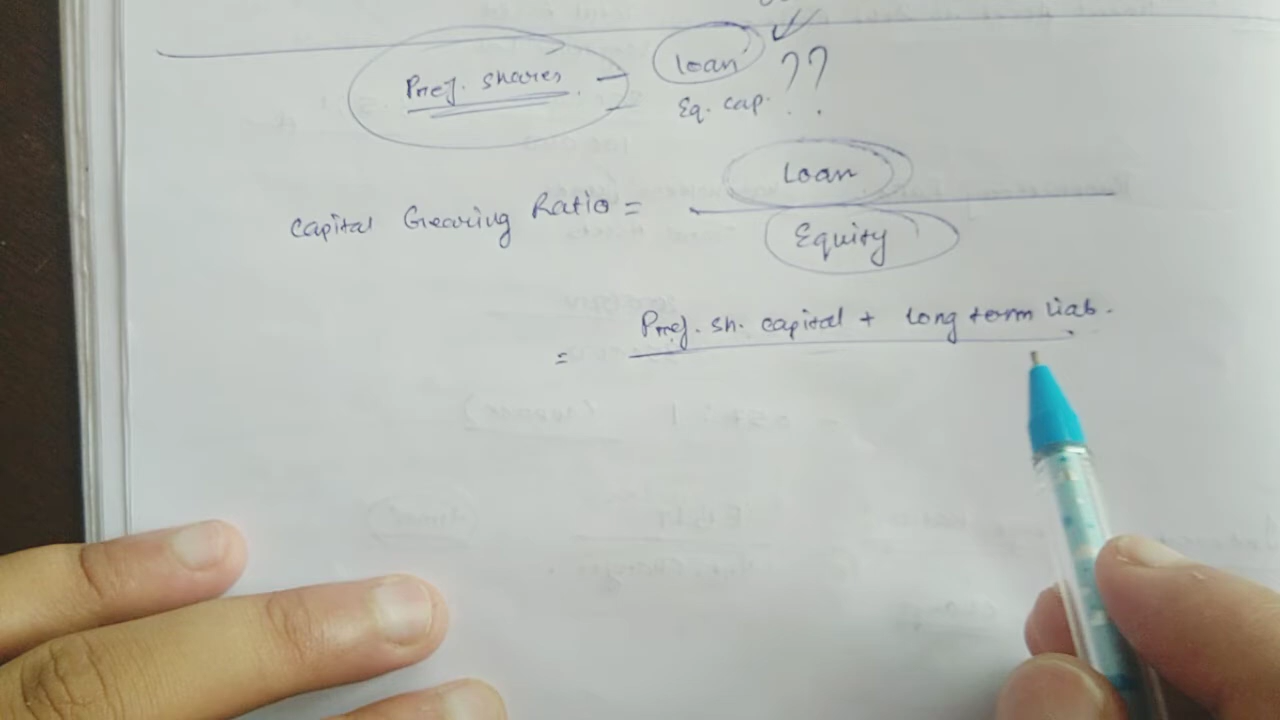 Pref. shares - loan ??
Eq. cap.
Capital Gearing Ratio = Loan
Equity
= Pref. sh. capital + long term liab.